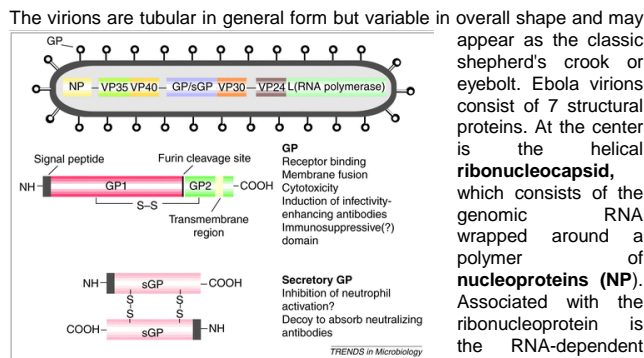 The virions are tubular in general form but variable in overall shape and may
appear as the classic
shepherd's crook or
eyebolt. Ebola virions
consist of 7 structural
proteins. At the center
is the helical
ribonucleocapsid,
which consists of the
genomic RNA
wrapped around a
polymer of
nucleoproteins (NP).
Associated with the
ribonucleoprotein is
the RNA-dependent
GP
NP – VP35 VP40 – GP/sGP VP30 – VP24 L(RNA polymerase)
Signal peptide
Furin cleavage site
NH– GP1 GP2 –COOH
S–S
Transmembrane
region
GP
Receptor binding
Membrane fusion
Cytotoxicity
Induction of infectivity-
enhancing antibodies
Immunosuppressive(?)
domain
NH– sGP –COOH
S S
S S
COOH– sGP –NH
Secretory GP
Inhibition of neutrophil
activation?
Decoy to absorb neutralizing
antibodies
TRENDS in Microbiology